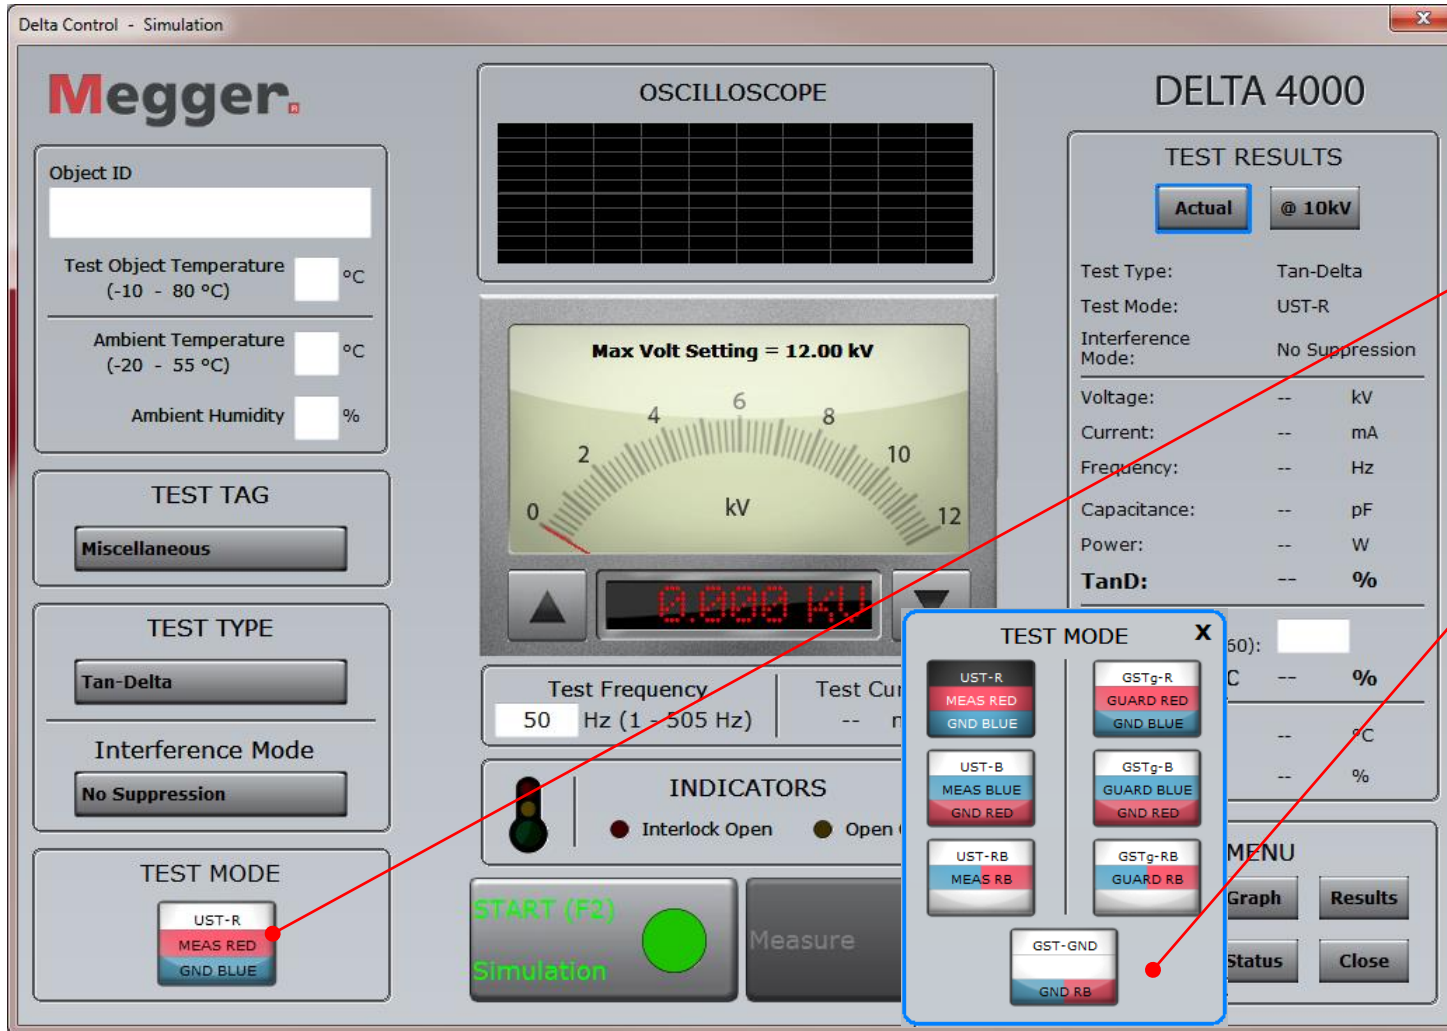 Delta Control - Simulation
x
Megger.
Object ID
Test Object Temperature
(-10 - 80 °C)
°C
Ambient Temperature
(-20 - 55 °C)
°C
Ambient Humidity
%
TEST TAG
Miscellaneous
TEST TYPE
Tan-Delta
Interference Mode
No Suppression
TEST MODE
UST-R
MEAS RED
GND BLUE
OSCILLOSCOPE
Max Volt Setting = 12.00 kV
0
2
4
6
8
10
12
kV
0.000 kV
Test Frequency
50 Hz (1 - 505 Hz)
Test Cu
--
INDICATORS
Interlock Open
Open
START (F2)
Simulation
Measure
DELTA 4000
TEST RESULTS
Actual
@ 10kV
Test Type: Tan-Delta
Test Mode: UST-R
Interference
Mode: No Suppression
Voltage: -- kV
Current: -- mA
Frequency: -- Hz
Capacitance: -- pF
Power: -- W
TanD: -- %
60):
C -- %
-- °C
-- %
TEST MODE
X
UST-R
MEAS RED
GND BLUE
GSTg-R
GUARD RED
GND BLUE
UST-B
MEAS BLUE
GND RED
GSTg-B
GUARD BLUE
GND RED
UST-RB
MEAS RB
GSTg-RB
GUARD RB
GST-GND
GND RB
MENU
Graph
Results
Status
Close